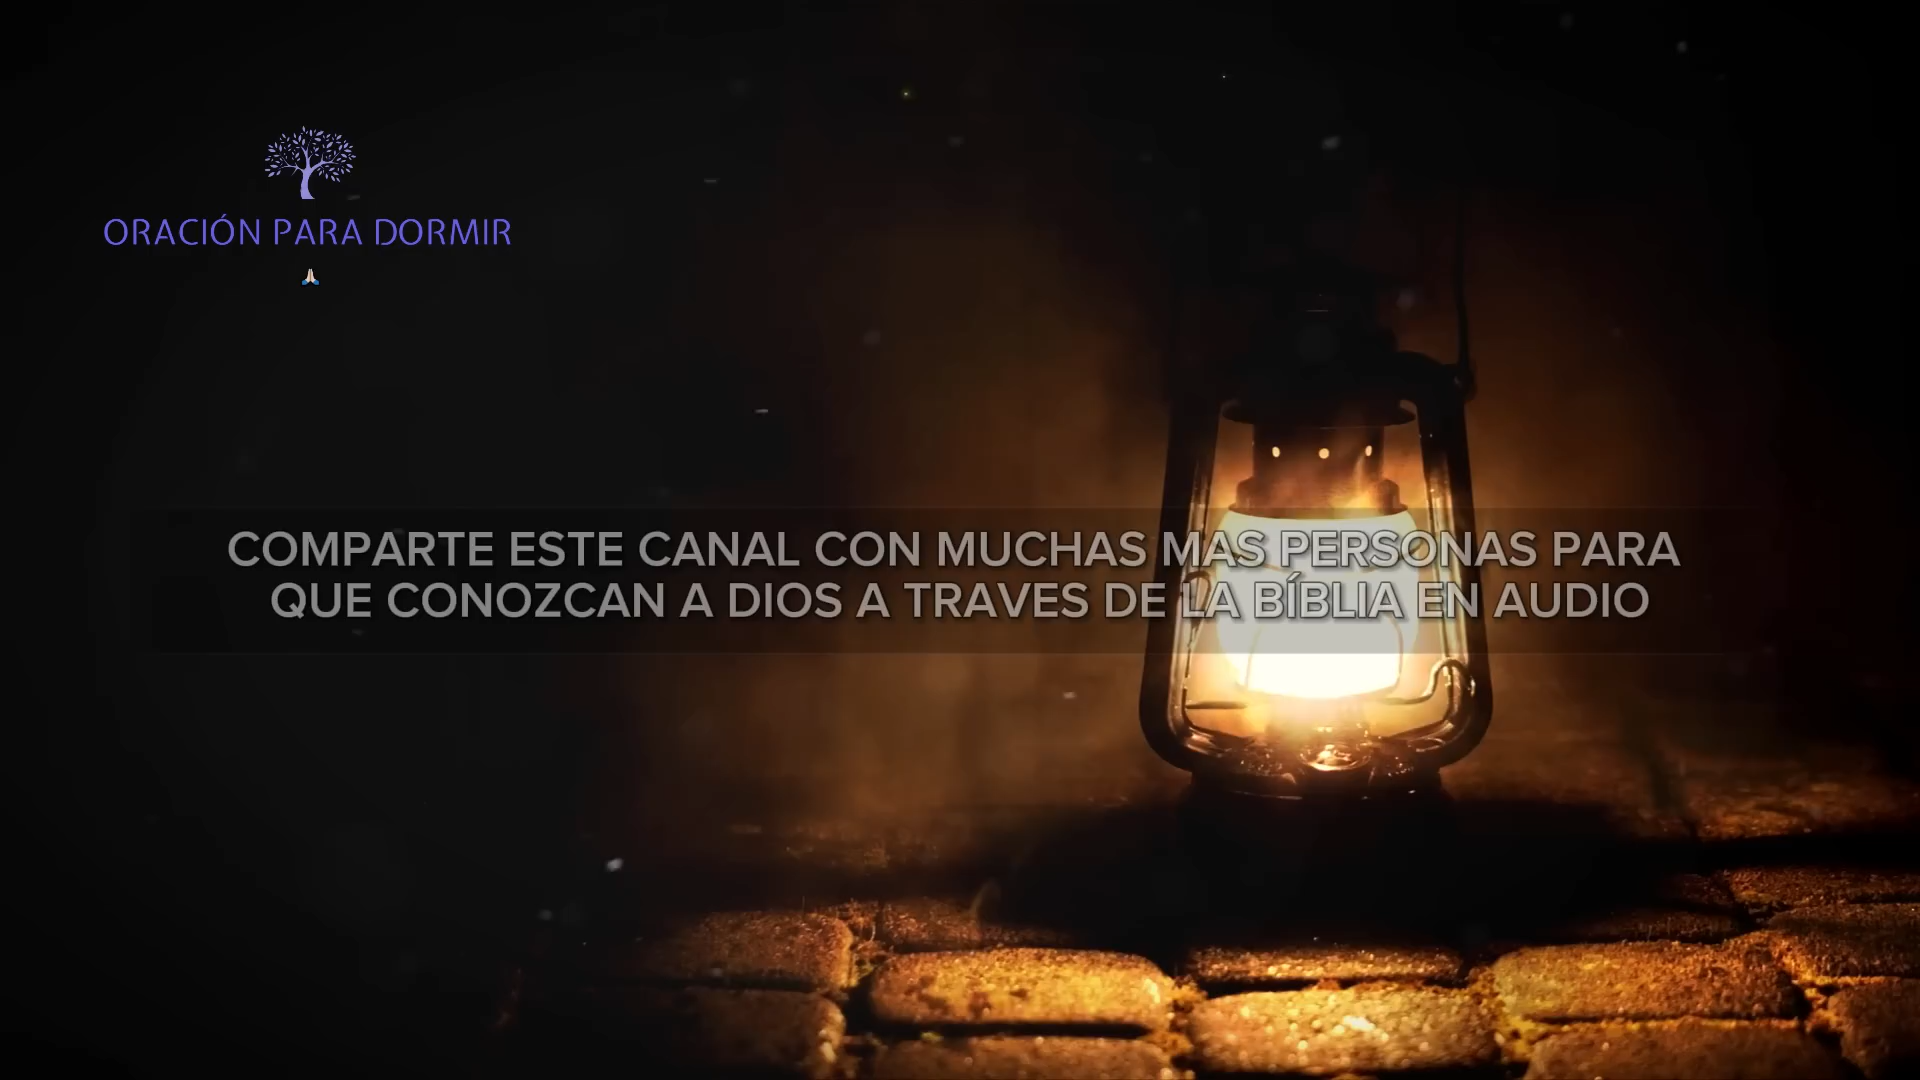 ORACIÓN PARA DORMIR
COMPARTE ESTE CANAL CON MUCHAS MAS PERSONAS PARA
QUE CONOZCAN A DIOS A TRAVES DE LA BÍBLIA EN AUDIO